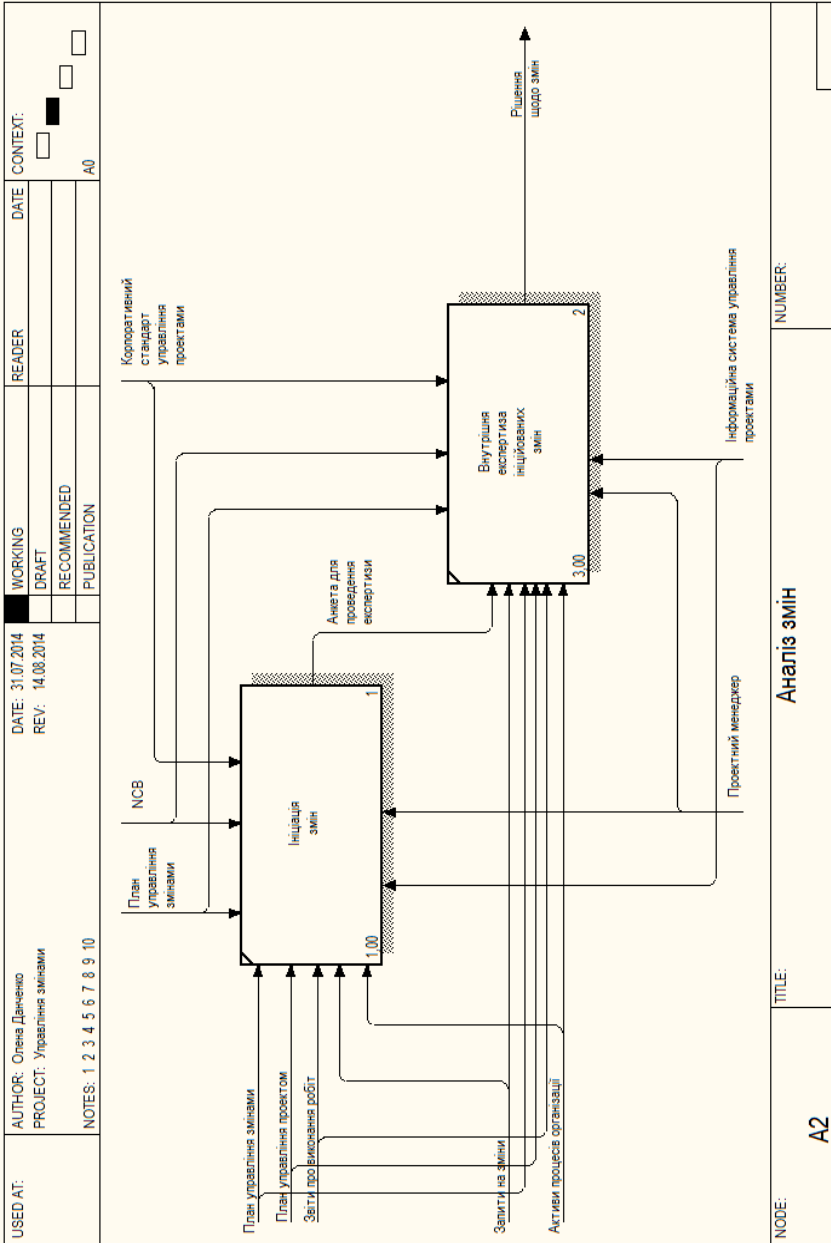 USED AT:
AUTHOR: Олена Данченко
PROJECT: Управління змінами
NOTES: 1 2 3 4 5 6 7 8 9 10
DATE: 31.07.2014
REV: 14.08.2014
WORKING
DRAFT
RECOMMENDED
PUBLICATION
READER
DATE
CONTEXT:
A0
План
управління
змінами
NCB
Корпоративний
стандарт
управління
проектами
План управління змінами
План управління проектом
Звіти про виконання робіт
Запити на зміни
Активи процесів організації
Ініціація
змін
1,00
1
Анкета для
проведення
експертизи
Внутрішня
експертиза
ініційованих
змін
3,00
2
Рішення
щодо змін
Проектний менеджер
Інформаційна система управління
проектами
NODE:
A2
TITLE:
Аналіз змін
NUMBER: